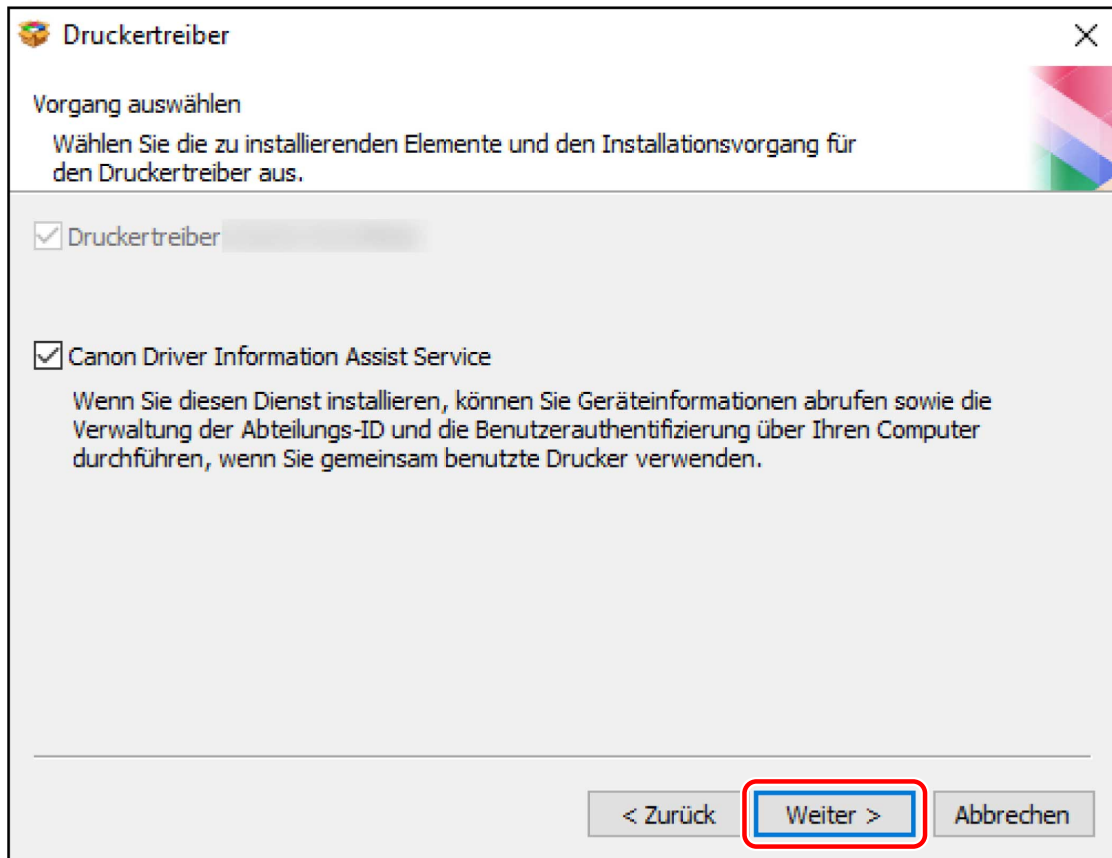 Druckertreiber
Vorgang auswählen
Wählen Sie die zu installierenden Elemente und den Installationsvorgang für
den Druckertreiber aus.
Druckertreiber
Canon Driver Information Assist Service
Wenn Sie diesen Dienst installieren, können Sie Geräteinformationen abrufen sowie die
Verwaltung der Abteilungs-ID und die Benutzerauthentifizierung über Ihren Computer
durchführen, wenn Sie gemeinsam benutzte Drucker verwenden.
< Zurück Weiter > Abbrechen